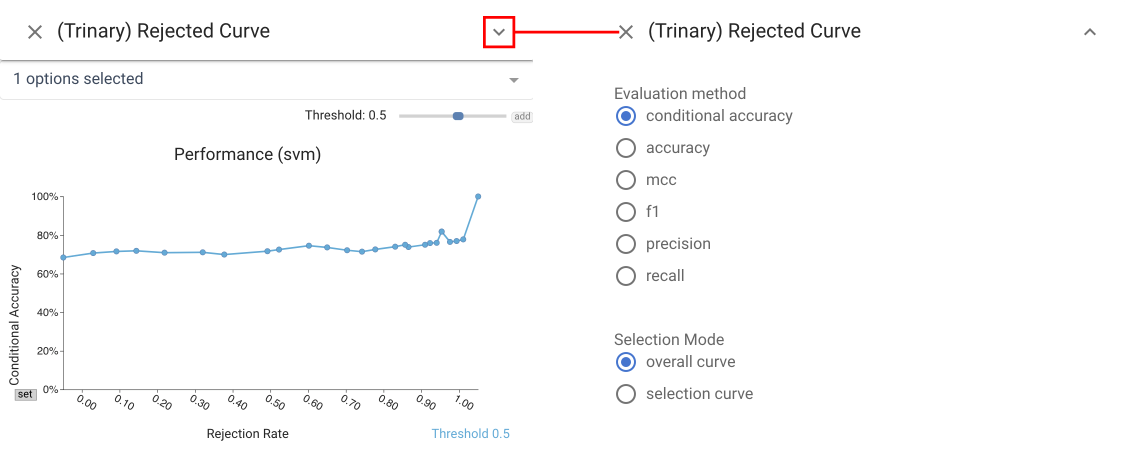 (Trinary) Rejected Curve
1 options selected
Threshold: 0.5
add
Performance (svm)
100%
80%
60%
40%
20%
0%
Conditional Accuracy
set
0.00
0.10
0.20
0.30
0.40
0.50
0.60
0.70
0.80
0.90
1.00
Rejection Rate
Threshold 0.5
(Trinary) Rejected Curve
Evaluation method
conditional accuracy
accuracy
mcc
f1
precision
recall
Selection Mode
overall curve
selection curve